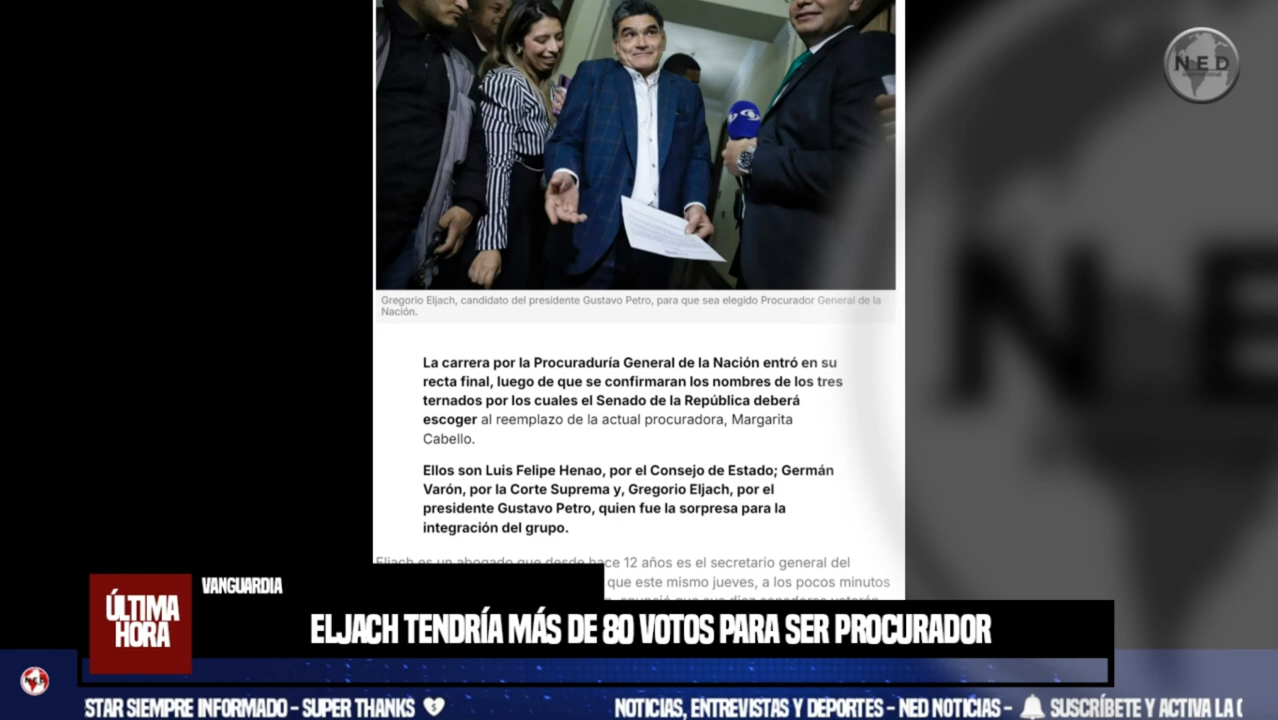 NED
International
Gregorio Eljach, candidato del presidente Gustavo Petro, para que sea elegido Procurador General de la
Nación.
La carrera por la Procuraduría General de la Nación entró en su
recta final, luego de que se confirmaran los nombres de los tres
ternados por los cuales el Senado de la República deberá
escoger al reemplazo de la actual procuradora, Margarita
Cabello.
Ellos son Luis Felipe Henao, por el Consejo de Estado; Germán
Varón, por la Corte Suprema y, Gregorio Eljach, por el
presidente Gustavo Petro, quien fue la sorpresa para la
integración del grupo.
Eljach es un abogado que desde hace 12 años es el secretario general del
que este mismo jueves, a los pocos minutos
NE
ÚLTIMA
HORA
VANGUARDIA
ELJACH TENDRÍA MÁS DE 80 VOTOS PARA SER PROCURADOR
STAR SIEMPRE INFORMADO - SUPER THANKS
NOTICIAS, ENTREVISTAS Y DEPORTES - NED NOTICIAS - SUSCRÍBETE Y ACTIVA LA